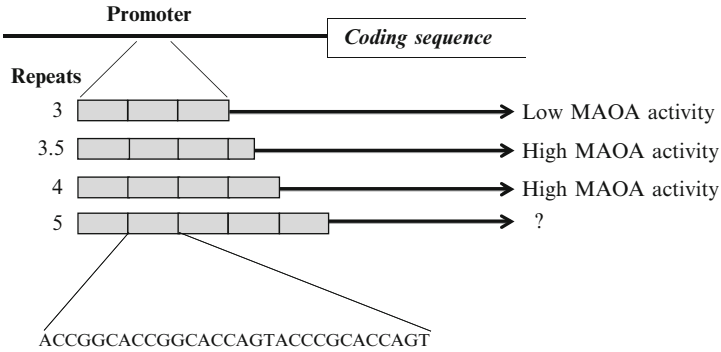 Promoter
Coding sequence
Repeats
3 Low MAOA activity
3.5 High MAOA activity
4 High MAOA activity
5 ?
ACCGGCACCGGCACCAGTACCCGCACCAGT